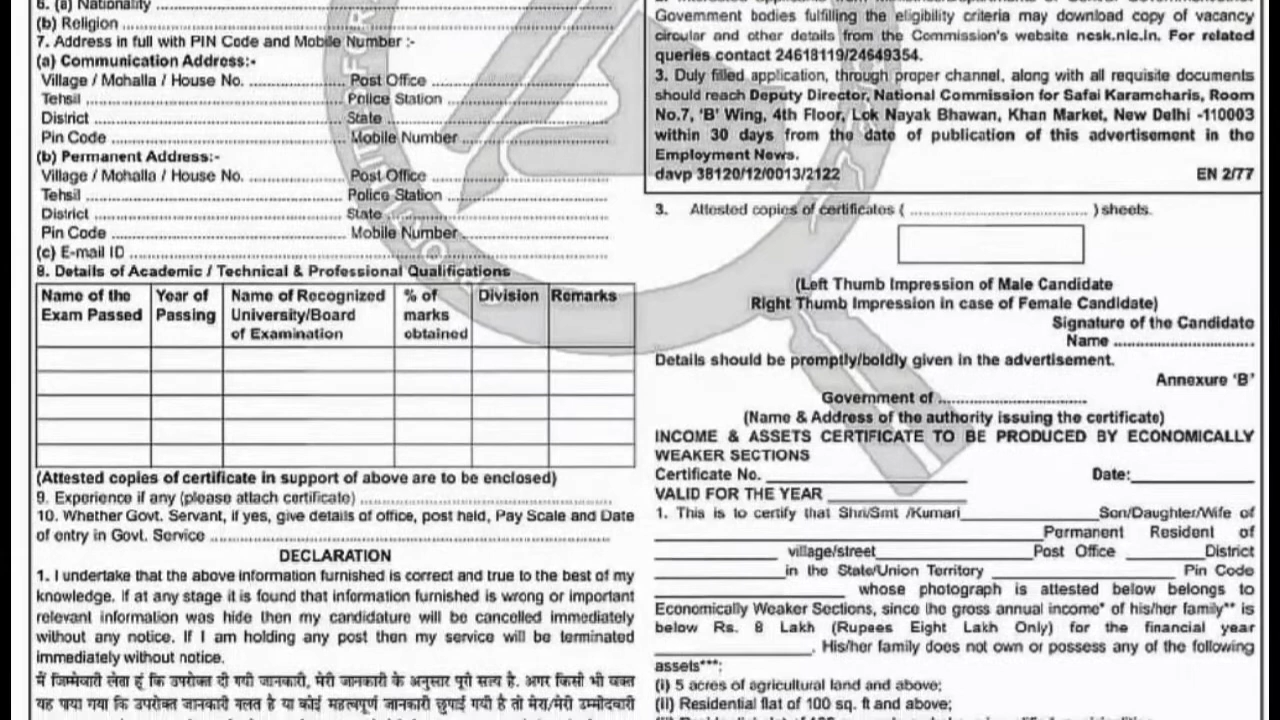 6. (a) Nationality ........................
(b) Religion ........................
7. Address in full with PIN Code and Mobile Number :-
(a) Communication Address:-
Village / Mohalla / House No. .................... Post Office ........................
Tehsil ........................ Police Station ........................
District ........................ State ........................
Pin Code ........................ Mobile Number ........................
(b) Permanent Address:-
Village / Mohalla / House No. .................... Post Office ........................
Tehsil ........................ Police Station ........................
District ........................ State ........................
Pin Code ........................ Mobile Number ........................
(c) E-mail ID ........................
8. Details of Academic / Technical & Professional Qualifications
Name of the Exam Passed
Year of Passing
Name of Recognized University/Board of Examination
% of marks obtained
Division
Remarks
(Attested copies of certificate in support of above are to be enclosed)
9. Experience if any (please attach certificate) ........................
10. Whether Govt. Servant, if yes, give details of office, post held, Pay Scale and Date
of entry in Govt. Service ........................
DECLARATION
1. I undertake that the above information furnished is correct and true to the best of my
knowledge. If at any stage it is found that information furnished is wrong or important
relevant information was hide then my candidature will be cancelled immediately
without any notice. If I am holding any post then my service will be terminated
immediately without notice.
मैं जिम्मेवारी लेता हूं कि उपरोक्त दी गयी जानकारी, मेरी जानकारी के अनुसार पूरी सत्य है. अगर किसी भी वक्त
यह पाया गया कि उपरोक्त जानकारी गलत है या कोई महत्वपूर्ण जानकारी छुपाई गयी है तो मेरा/मेरी उम्मेदवारी
Government bodies fulfilling the eligibility criteria may download copy of vacancy
circular and other details from the Commission's website ncsk.nic.in. For related
queries contact 24618119/24649354.
3. Duly filled application, through proper channel, along with all requisite documents
should reach Deputy Director, National Commission for Safai Karamcharis, Room
No.7, 'B' Wing, 4th Floor, Lok Nayak Bhawan, Khan Market, New Delhi -110003
within 30 days from the date of publication of this advertisement in the
Employment News.
davp 38120/12/0013/2122 EN 2/77
3. Attested copies of certificates ( ........................ ) sheets.
(Left Thumb Impression of Male Candidate
Right Thumb Impression in case of Female Candidate)
Signature of the Candidate
Name ........................
Details should be promptly/boldly given in the advertisement.
Annexure 'B'
Government of ........................
(Name & Address of the authority issuing the certificate)
INCOME & ASSETS CERTIFICATE TO BE PRODUCED BY ECONOMICALLY
WEAKER SECTIONS
Certificate No. ____________ Date:____________
VALID FOR THE YEAR ____________
1. This is to certify that Shri/Smt /Kumari____________Son/Daughter/Wife of
____________Permanent Resident of
____________ village/street____________Post Office ________District
____________in the State/Union Territory ____________ Pin Code
____________ whose photograph is attested below belongs to
Economically Weaker Sections, since the gross annual income* of his/her family** is
below Rs. 8 Lakh (Rupees Eight Lakh Only) for the financial year
____________. His/her family does not own or possess any of the following
assets***:
(i) 5 acres of agricultural land and above;
(ii) Residential flat of 100 sq. ft and above;